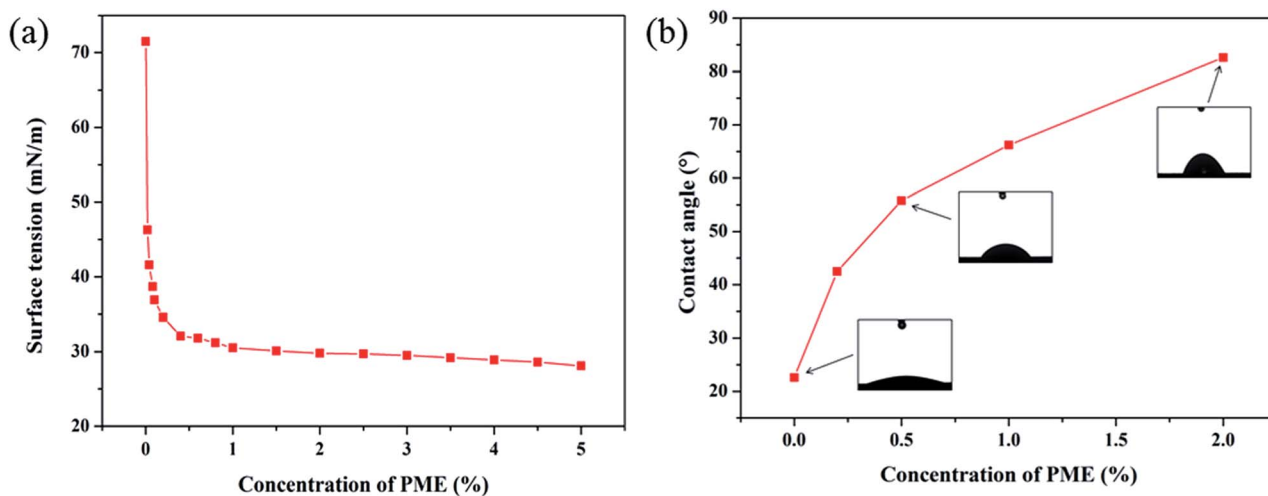 (a)
Surface tension (mN/m)
70
60
50
40
30
20
0 1 2 3 4 5
Concentration of PME (%)
(b)
Contact angle (°)
90
80
70
60
50
40
30
20
0.0 0.5 1.0 1.5 2.0
Concentration of PME (%)